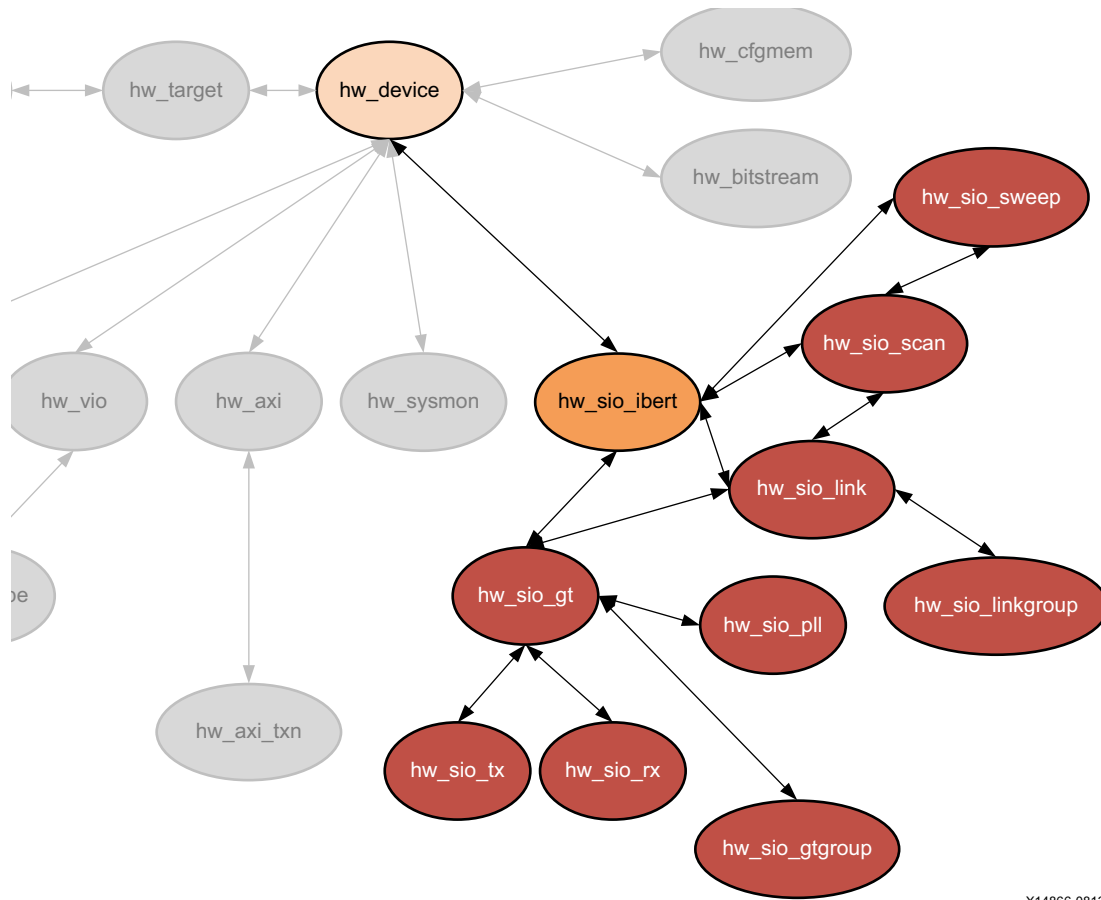 hw_cfgmem
hw_target
hw_device
hw_bitstream
hw_sio_sweep
hw_sio_scan
hw_vio
hw_axi
hw_sysmon
hw_sio_ibert
hw_sio_link
hw_sio_gt
hw_sio_pll
hw_sio_linkgroup
hw_axi_txn
hw_sio_tx
hw_sio_rx
hw_sio_gtgroup